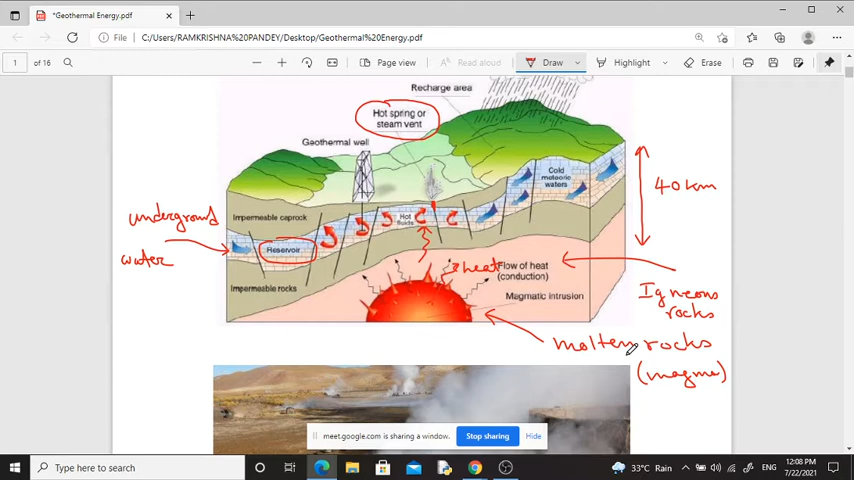 *Geothermal Energy.pdf
File
C:/Users/RAMKRISHNA%20PANDEY/Desktop/Geothermal%20Energy.pdf
1 of 16
Page view
Read aloud
Draw
Highlight
Erase
Recharge area
Hot spring or
steam vent
Geothermal well
Cold
meteoric
waters
40km
underground
water
Impermeable caprock
Hot
fluids
Reservoir
heat
Flow of heat
(conduction)
Impermeable rocks
Magmatic intrusion
Igneous
rocks
molten rocks
(magma)
meet.google.com is sharing a window.
Stop sharing
Hide
Type here to search
33°C Rain
ENG
12:08 PM
7/22/2021